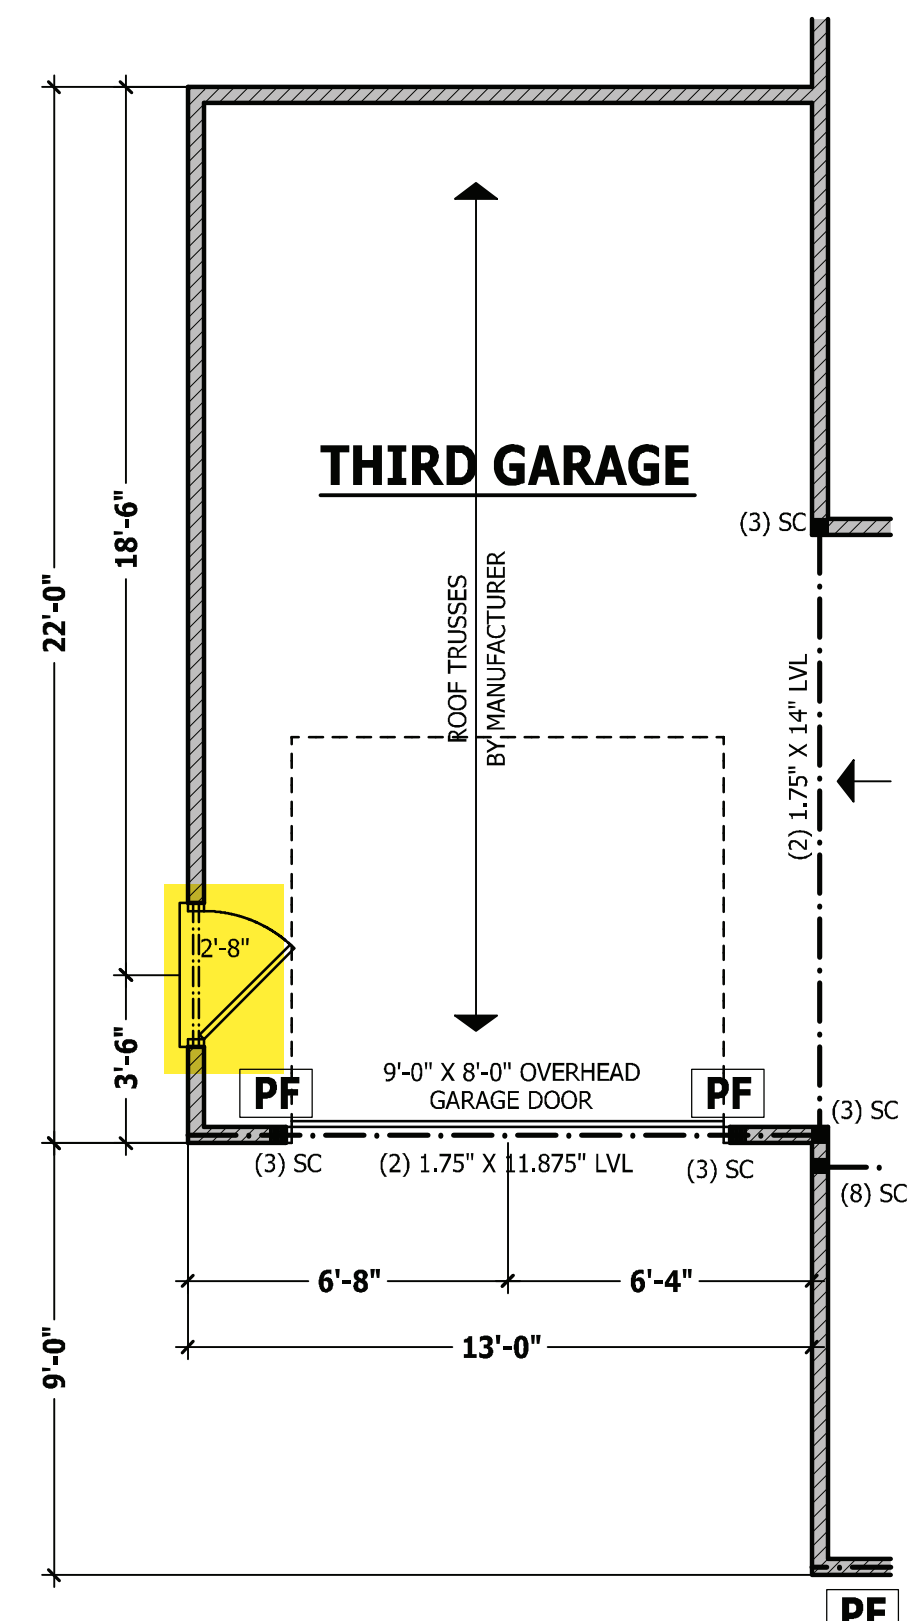 THIRD GARAGE
18'-6"
(3) SC
22'-0"
ROOF TRUSSES
BY MANUFACTURER
(2) 1.75" X 14" LVL
2'-8"
3'-6"
PF
9'-0" X 8'-0" OVERHEAD
GARAGE DOOR
PF
(3) SC
(3) SC
(2) 1.75" X 11.875" LVL
(3) SC
(8) SC
6'-8"
6'-4"
13'-0"
9'-0"
PF